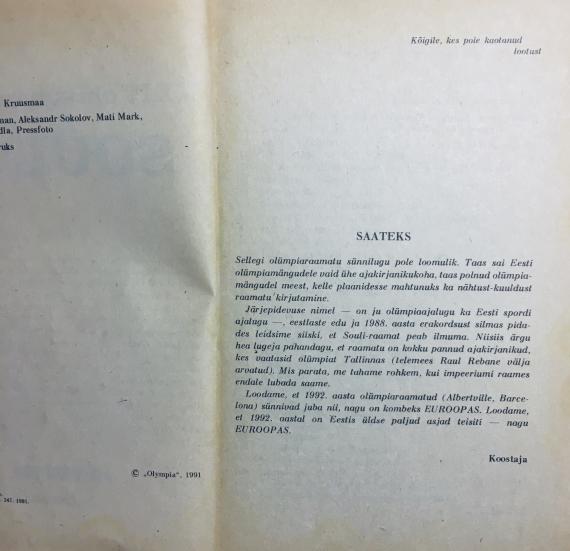 Kruusmaa
Aleksandr Sokolov, Mati Mark,
Pressfoto
© „Olympia“, 1991
247. 1991.
Kõigile, kes pole kaotanud
lootust
SAATEKS
Sellegi olümpiaraamatu sünnilugu pole loomulik. Taas sai Eesti
olümpiamängudele vaid ühe ajakirjanikukoha, taas polnud olümpia-
mängudel meest, kelle plaanidesse mahtunuks ka nähtust-kuuldust
raamatu kirjutamine.
Järjepidevuse nimel — on ju olümpiaajalugu ka Eesti spordi
ajalugu —, eestlaste edu ja 1988. aasta erakordsust silmas pida-
des leidsime siiski, et Souli-raamat peab ilmuma. Niisiis ärgu
hea lugeja pahandagu, et raamatu on kokku pannud ajakirjanikud,
kes vaatasid olümpiat Tallinnas (telemees Raul Rebane välja
arvatud). Mis parata, me tahame rohkem, kui impeeriumi raames
endale lubada saame.
Loodame, et 1992. aasta olümpiaraamatud (Albertville, Barce-
lona) sünnivad juba nii, nagu on kombeks EUROOPAS. Loodame,
et 1992. aastal on Eestis üldse paljud asjad teisiti — nagu
EUROOPAS.
Koostaja